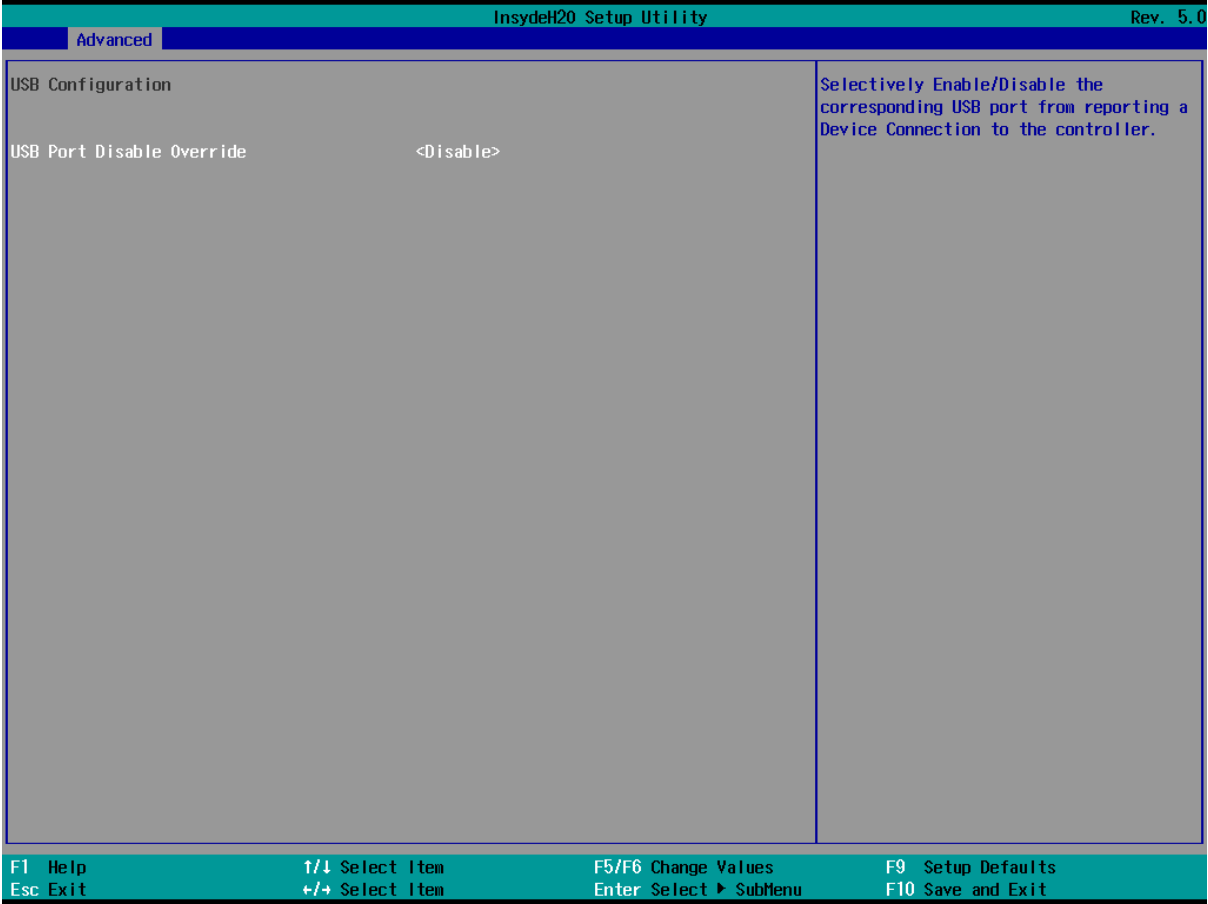 InsydeH20 Setup Utility Rev. 5.0
Advanced
USB Configuration
USB Port Disable Override <Disable>
Selectively Enable/Disable the
corresponding USB port from reporting a
Device Connection to the controller.
F1 Help ↑/↓ Select Item F5/F6 Change Values F9 Setup Defaults
Esc Exit ←/→ Select Item Enter Select ▶ SubMenu F10 Save and Exit